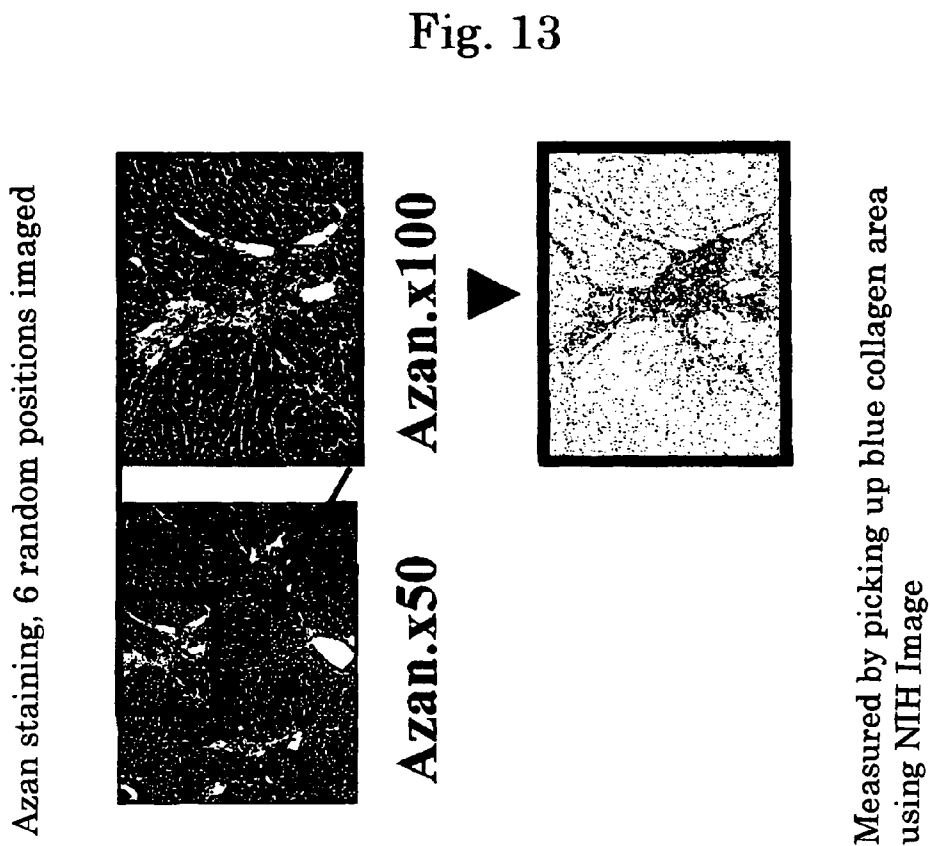 Fig. 13
Azan staining, 6 random positions imaged
Azan.x50
Azan.x100
Measured by picking up blue collagen area
using NIH Image